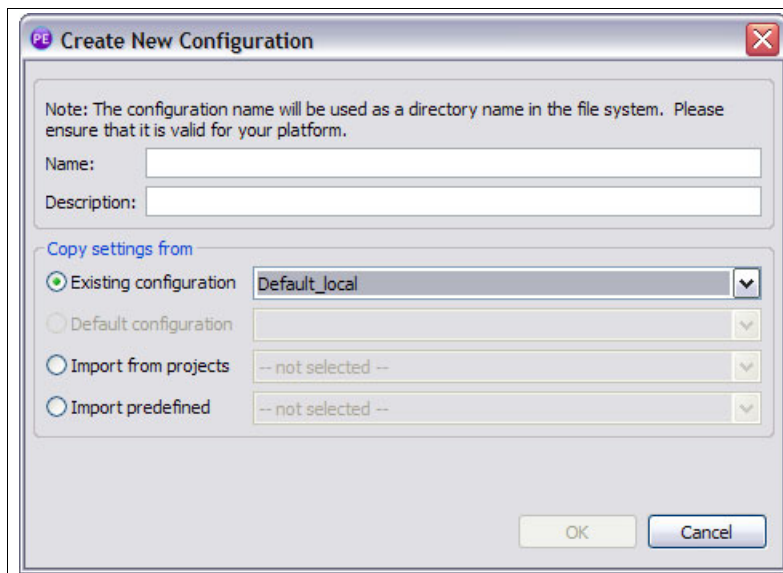 PE Create New Configuration
Note: The configuration name will be used as a directory name in the file system. Please
ensure that it is valid for your platform.
Name:
Description:
Copy settings from
Existing configuration Default_local
Default configuration
Import from projects -- not selected --
Import predefined -- not selected --
OK Cancel